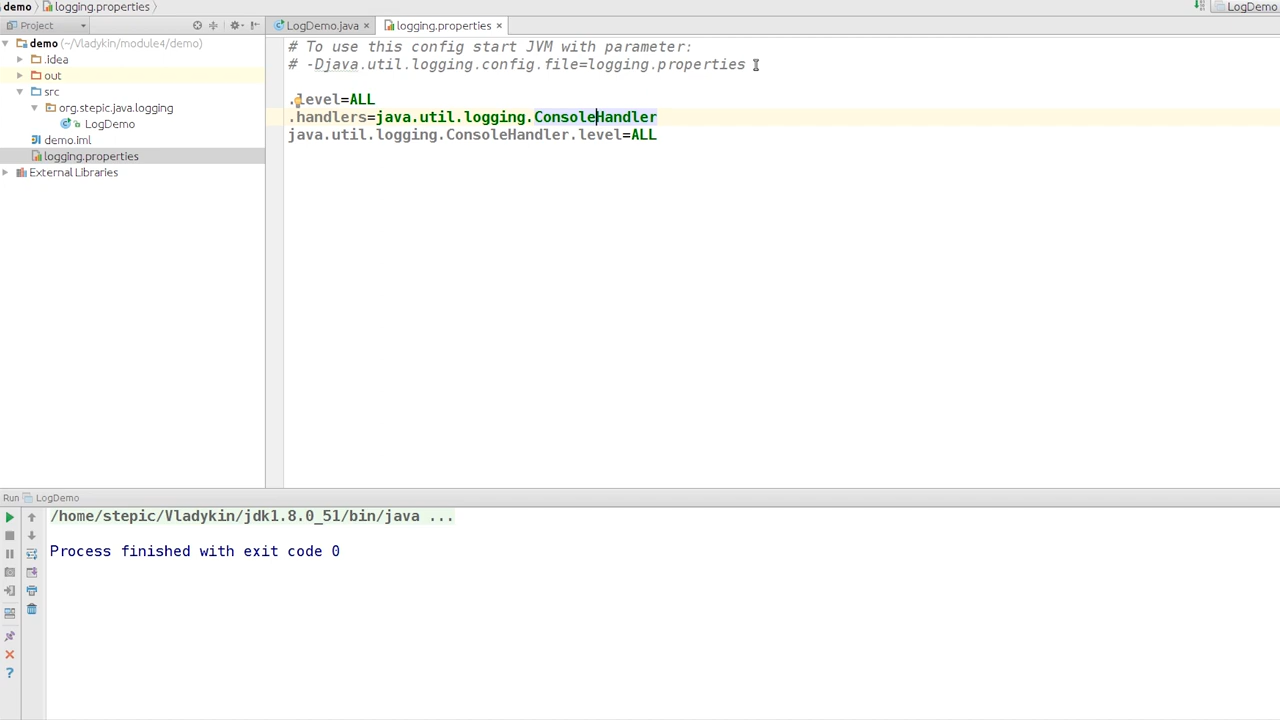 demo
logging.properties
LogDemo
Project
LogDemo.java
logging.properties
demo (~/Vladykin/module4/demo)
.idea
out
src
org.stepic.java.logging
LogDemo
demo.iml
logging.properties
External Libraries
# To use this config start JVM with parameter:
# -Djava.util.logging.config.file=logging.properties
.level=ALL
.handlers=java.util.logging.ConsoleHandler
java.util.logging.ConsoleHandler.level=ALL
Run LogDemo
/home/stepic/Vladykin/jdk1.8.0_51/bin/java ...
Process finished with exit code 0